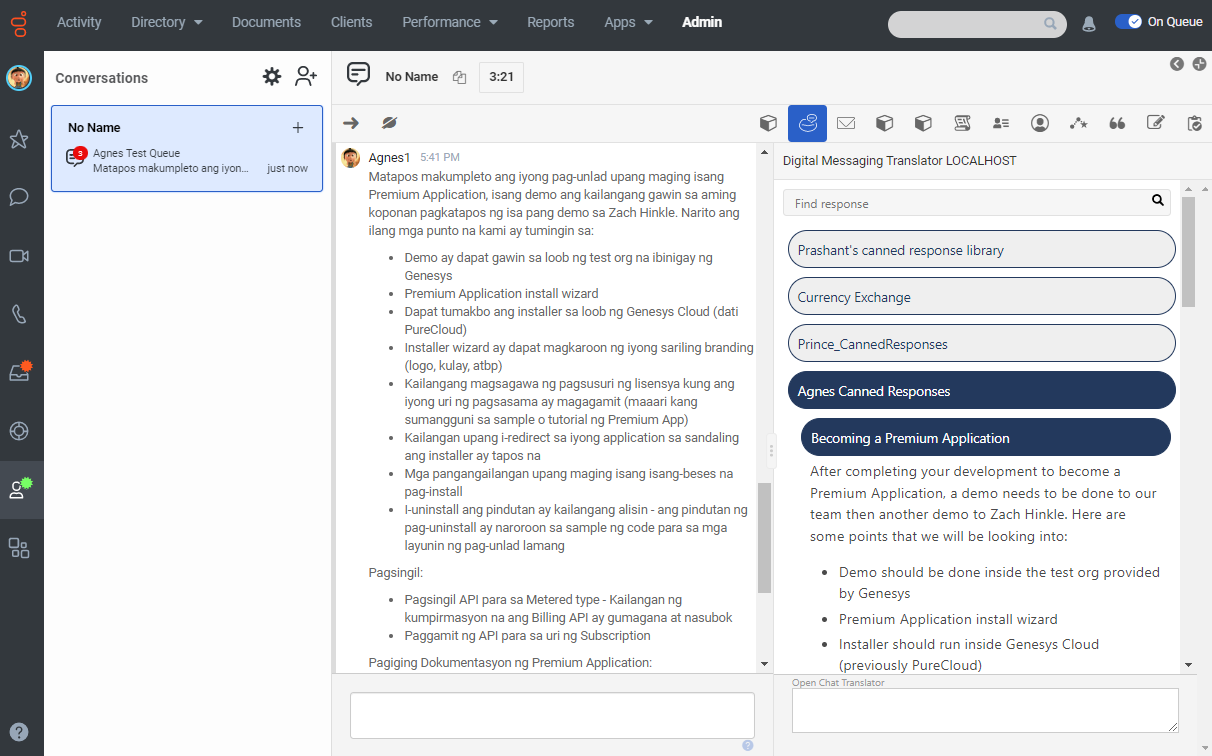 Activity
Directory
Documents
Clients
Performance
Reports
Apps
Admin
On Queue
Conversations
No Name
3
Agnes Test Queue
Matapos makumpleto ang iyon...
just now
No Name
3:21
Agnes1 5:41 PM
Matapos makumpleto ang iyong pag-unlad upang maging isang
Premium Application, isang demo ang kailangang gawin sa aming
koponan pagkatapos ng isa pang demo sa Zach Hinkle. Narito ang
ilang mga punto na kami ay tumingin sa:
• Demo ay dapat gawin sa loob ng test org na ibinigay ng
Genesys
• Premium Application install wizard
• Dapat tumakbo ang installer sa loob ng Genesys Cloud (dati
PureCloud)
• Installer wizard ay dapat magkaroon ng iyong sariling branding
(logo, kulay, atbp)
• Kailangang magsagawa ng pagsusuri ng lisensya kung ang
iyong uri ng pagsasama ay magagamit (maaari kang
sumangguni sa sample o tutorial ng Premium App)
• Kailangan upang i-redirect sa iyong application sa sandaling
ang installer ay tapos na
• Mga pangangailangan upang maging isang isang-beses na
pag-install
• I-uninstall ang pindutan ay kailangang alisin - ang pindutan ng
pag-uninstall ay naroroon sa sample ng code para sa mga
layunin ng pag-unlad lamang
Pagsingil:
• Pagsingil API para sa Metered type - Kailangan ng
kumpirmasyon na ang Billing API ay gumagana at nasubok
• Paggamit ng API para sa uri ng Subscription
Pagiging Dokumentasyon ng Premium Application:
Digital Messaging Translator LOCALHOST
Find response
Prashant's canned response library
Currency Exchange
Prince_CannedResponses
Agnes Canned Responses
Becoming a Premium Application
After completing your development to become a
Premium Application, a demo needs to be done to our
team then another demo to Zach Hinkle. Here are
some points that we will be looking into:
• Demo should be done inside the test org provided
by Genesys
• Premium Application install wizard
• Installer should run inside Genesys Cloud
(previously PureCloud)
Open Chat Translator